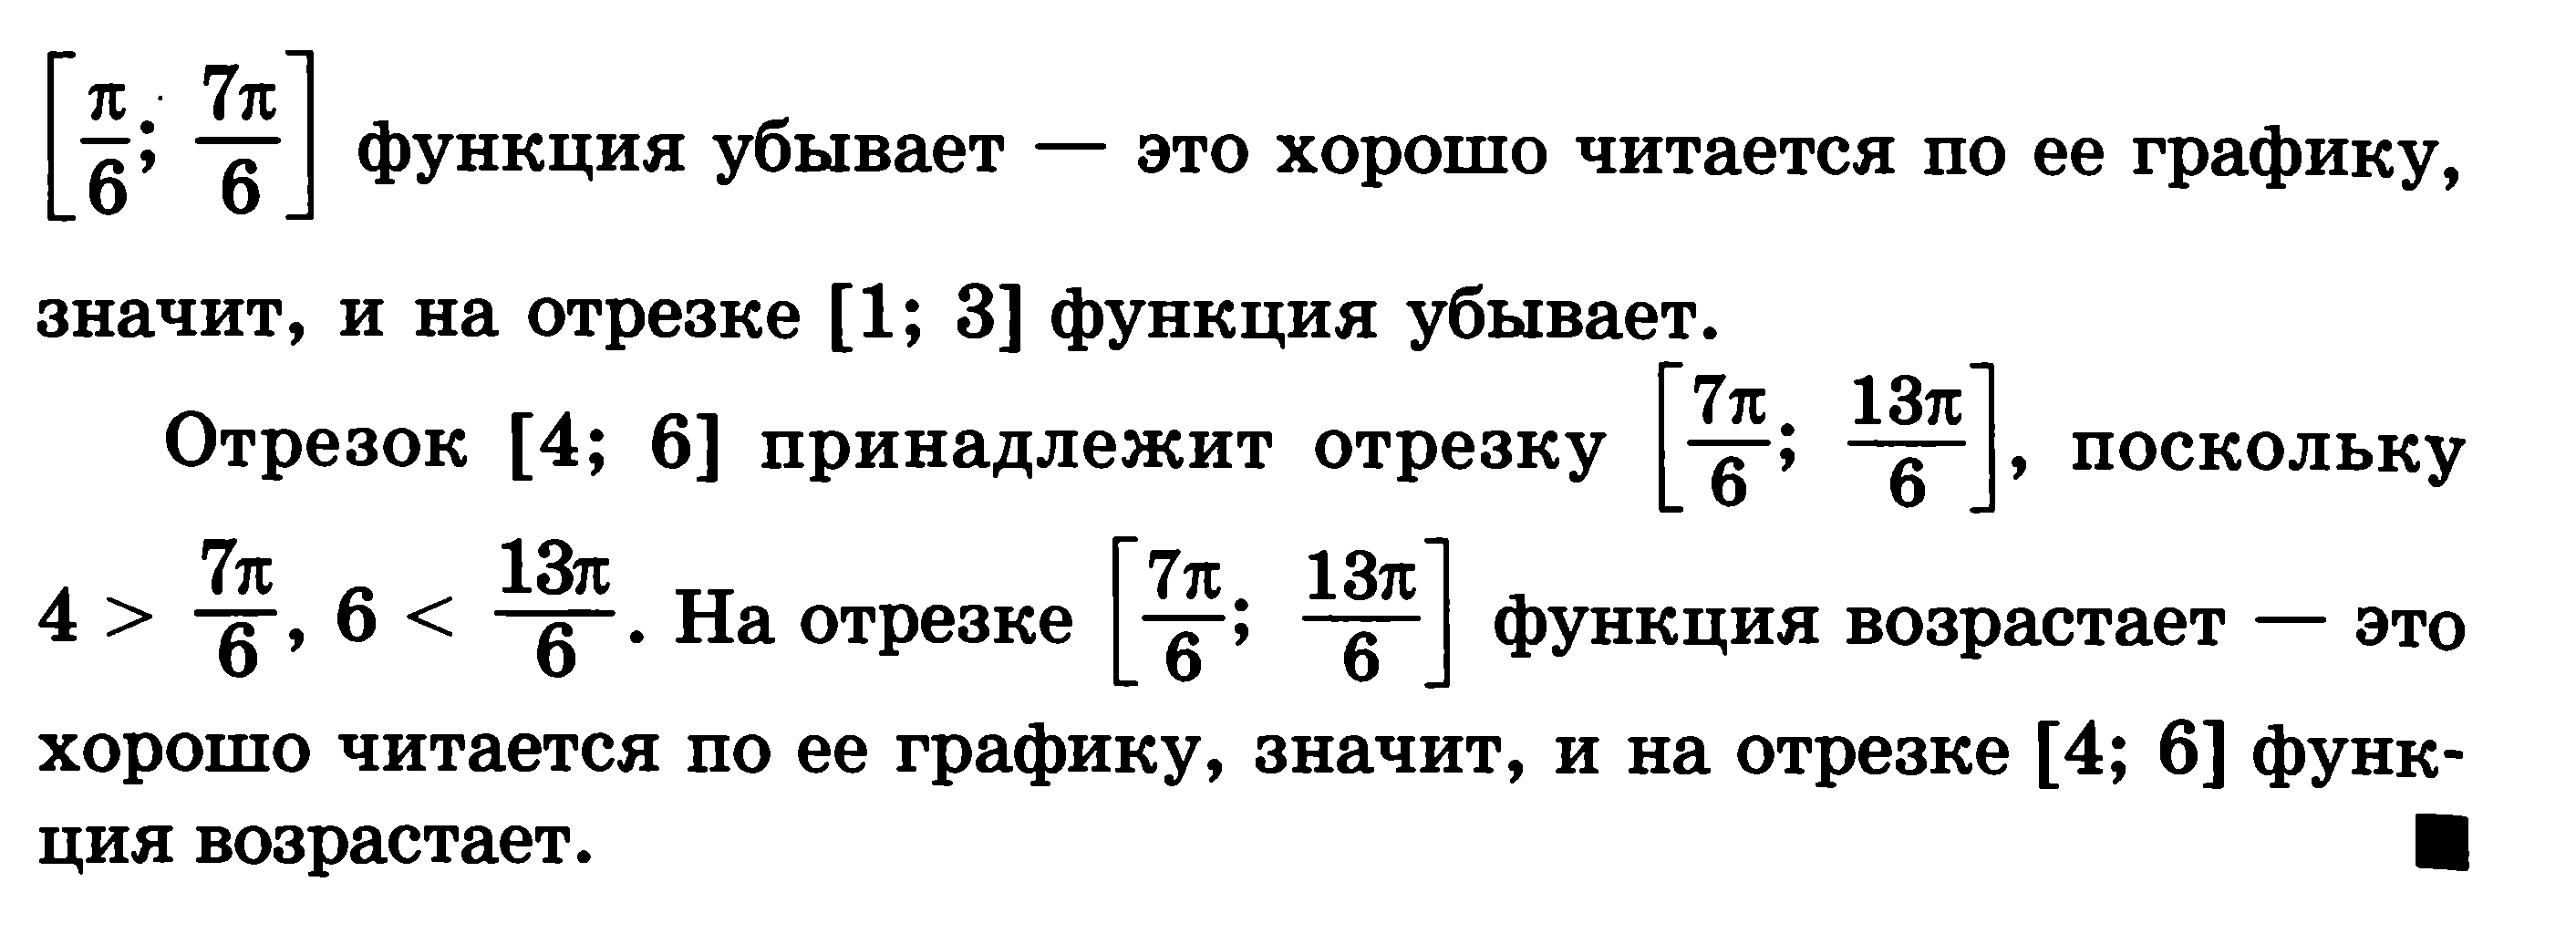 [π/6; 7π/6] функция убывает — это хорошо читается по ее графику,
значит, и на отрезке [1; 3] функция убывает.
Отрезок [4; 6] принадлежит отрезку [7π/6; 13π/6], поскольку
4 > 7π/6, 6 < 13π/6. На отрезке [7π/6; 13π/6] функция возрастает — это
хорошо читается по ее графику, значит, и на отрезке [4; 6] функ-
ция возрастает. ■